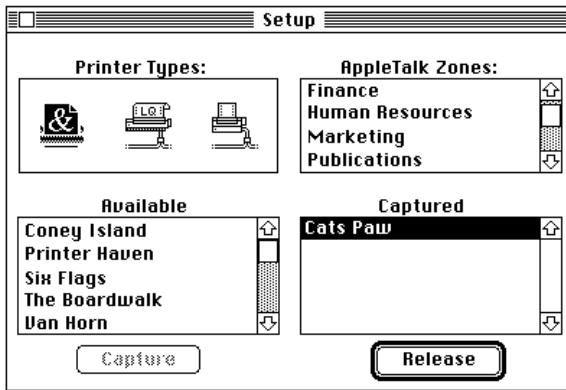 Setup
Printer Types:
&
LQ
AppleTalk Zones:
Finance
Human Resources
Marketing
Publications
Available
Coney Island
Printer Haven
Six Flags
The Boardwalk
Van Horn
Capture
Captured
Cats Paw
Release